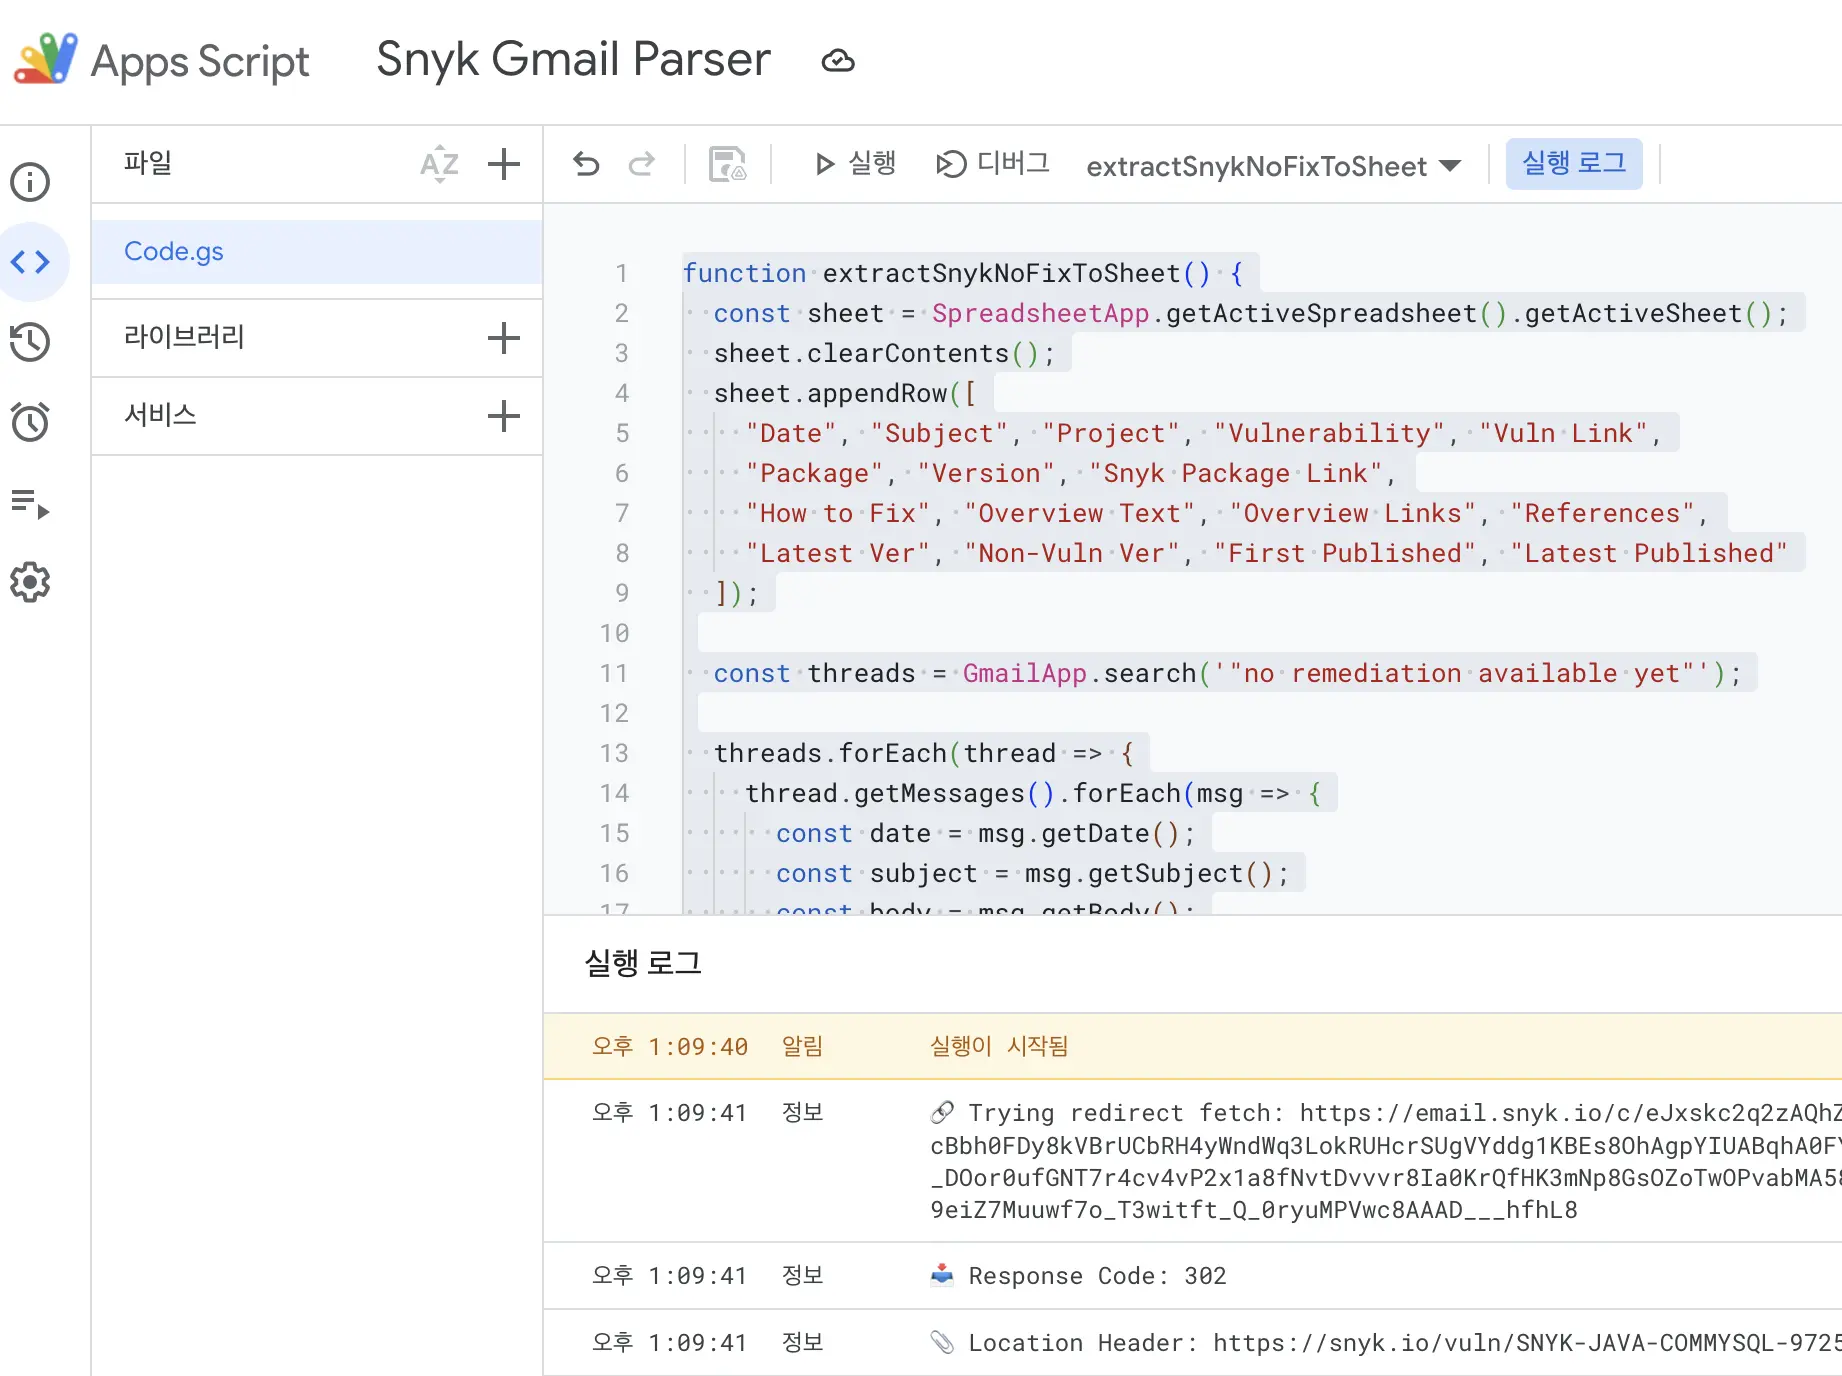 Apps Script
Snyk Gmail Parser
파일
AZ
실행
디버그
extractSnykNoFixToSheet
실행 로그
Code.gs
라이브러리
서비스
1 function extractSnykNoFixToSheet() {
2 const sheet = SpreadsheetApp.getActiveSpreadsheet().getActiveSheet();
3 sheet.clearContents();
4 sheet.appendRow([
5 "Date", "Subject", "Project", "Vulnerability", "Vuln Link",
6 "Package", "Version", "Snyk Package Link",
7 "How to Fix", "Overview Text", "Overview Links", "References",
8 "Latest Ver", "Non-Vuln Ver", "First Published", "Latest Published"
9 ]);
10
11 const threads = GmailApp.search('"no remediation available yet"');
12
13 threads.forEach(thread => {
14 thread.getMessages().forEach(msg => {
15 const date = msg.getDate();
16 const subject = msg.getSubject();
17 const body = msg.getBody();
실행 로그
오후 1:09:40 알림 실행이 시작됨
오후 1:09:41 정보 🔗 Trying redirect fetch: https://email.snyk.io/c/eJxskc2q2zAQhZ
cBbh0FDy8kVBrUCbRH4yWndWq3LokRUHcrSUgVYddg1KBEs8OhAgpYIUABqhA0FY
_DOor0ufGNT7r4cv4vP2x1a8fNvtDvvvr8Ia0KrQfHK3mNp8GsOZoTwOPvabMA58
9eiZ7Muuwf7o_T3witft_Q_0ryuMPVwc8AAAD___hfhL8
오후 1:09:41 정보 📥 Response Code: 302
오후 1:09:41 정보 📎 Location Header: https://snyk.io/vuln/SNYK-JAVA-COMMYSQL-9725